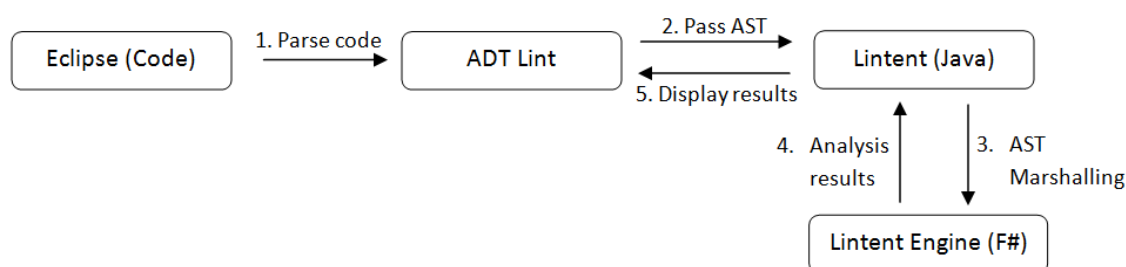 Eclipse (Code)
1. Parse code
ADT Lint
2. Pass AST
Lintent (Java)
5. Display results
4. Analysis
results
3. AST
Marshalling
Lintent Engine (F#)